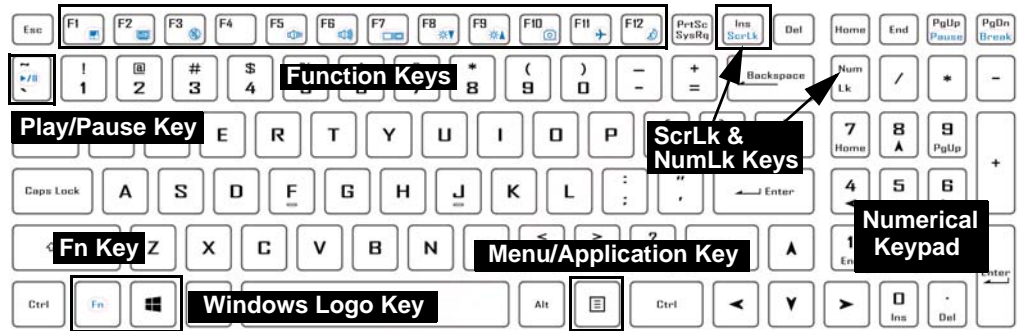 Esc F1 F2 F3 F4 F5 F6 F7 F8 F9 F10 F11 F12 PrtSc SysRq Ins ScrLk Del Home End PgUp Pause PgDn Break
~ ` ! 1 @ 2 # 3 $ 4 Function Keys * 8 ( 9 ) 0 _ - + = Backspace Num Lk / * -
Play/Pause Key E R T Y U I O P ScrLk & NumLk Keys 7 Home 8 9 PgUp +
Caps Lock A S D F G H J K L : ; " ' Enter 4 5 6
Fn Key Z X C V B N Menu/Application Key Numerical Keypad 1 Enter
Ctrl Fn Windows Logo Key Alt Ctrl 0 Ins . Del